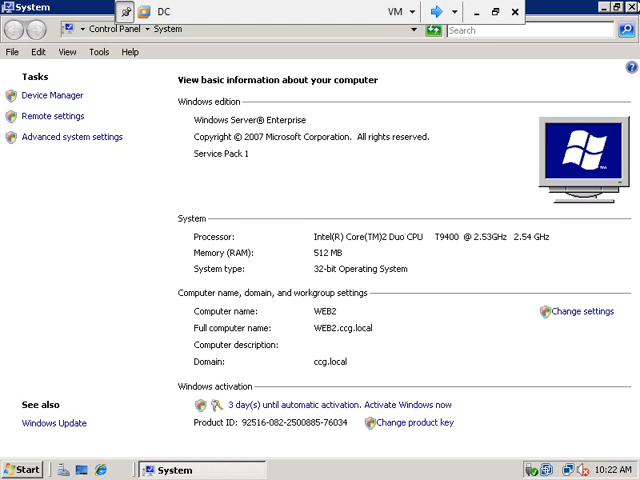 System
DC
VM
Control Panel
System
Search
File Edit View Tools Help
Tasks
Device Manager
Remote settings
Advanced system settings
See also
Windows Update
View basic information about your computer
Windows edition
Windows Server® Enterprise
Copyright © 2007 Microsoft Corporation. All rights reserved.
Service Pack 1
System
Processor: Intel(R) Core(TM)2 Duo CPU T9400 @ 2.53GHz 2.54 GHz
Memory (RAM): 512 MB
System type: 32-bit Operating System
Computer name, domain, and workgroup settings
Computer name: WEB2
Change settings
Full computer name: WEB2.ccg.local
Computer description:
Domain: ccg.local
Windows activation
3 day(s) until automatic activation. Activate Windows now
Product ID: 92516-082-2500885-76034
Change product key
Start
System
10:22 AM